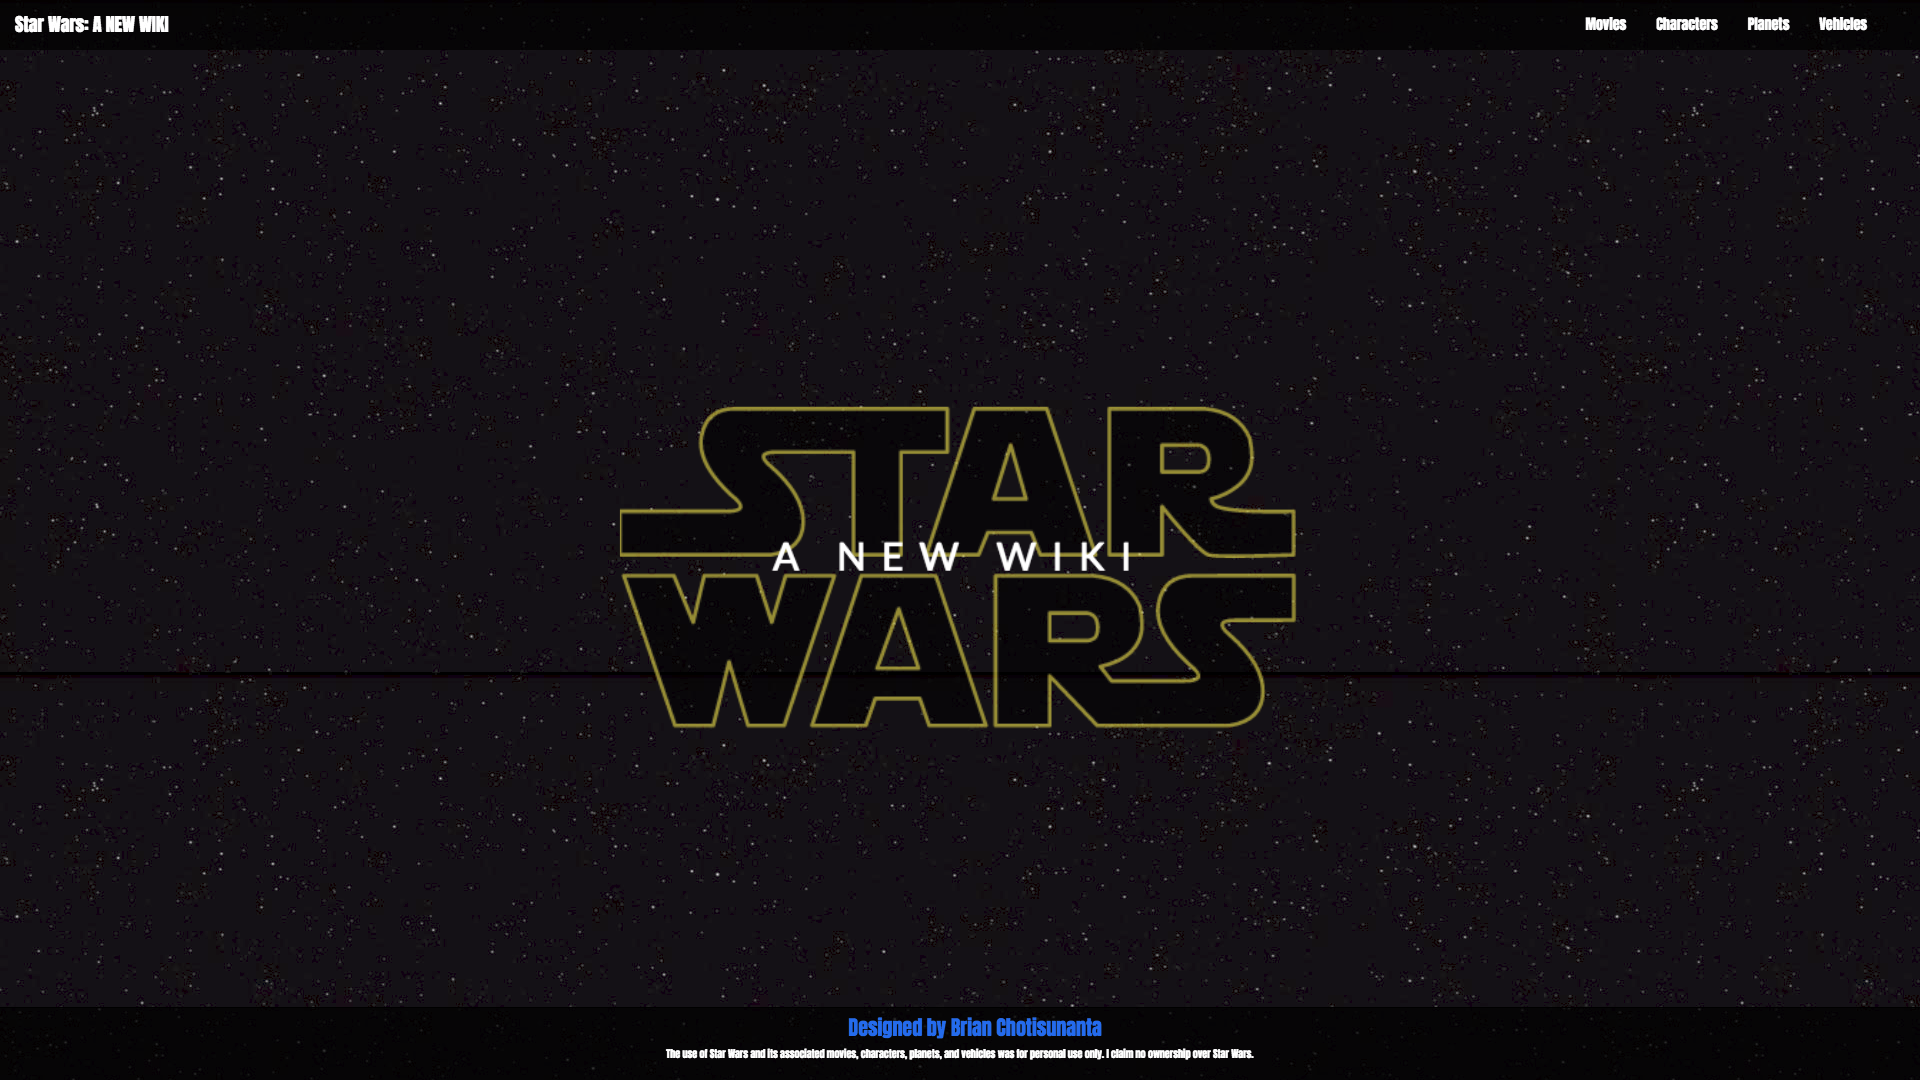 Star Wars: A NEW WIKI
Movies
Characters
Planets
Vehicles
STAR
A NEW WIKI
WARS
Designed by Brian Chotisunanta
The use of Star Wars and its associated movies, characters, planets, and vehicles was for personal use only. I claim no ownership over Star Wars.